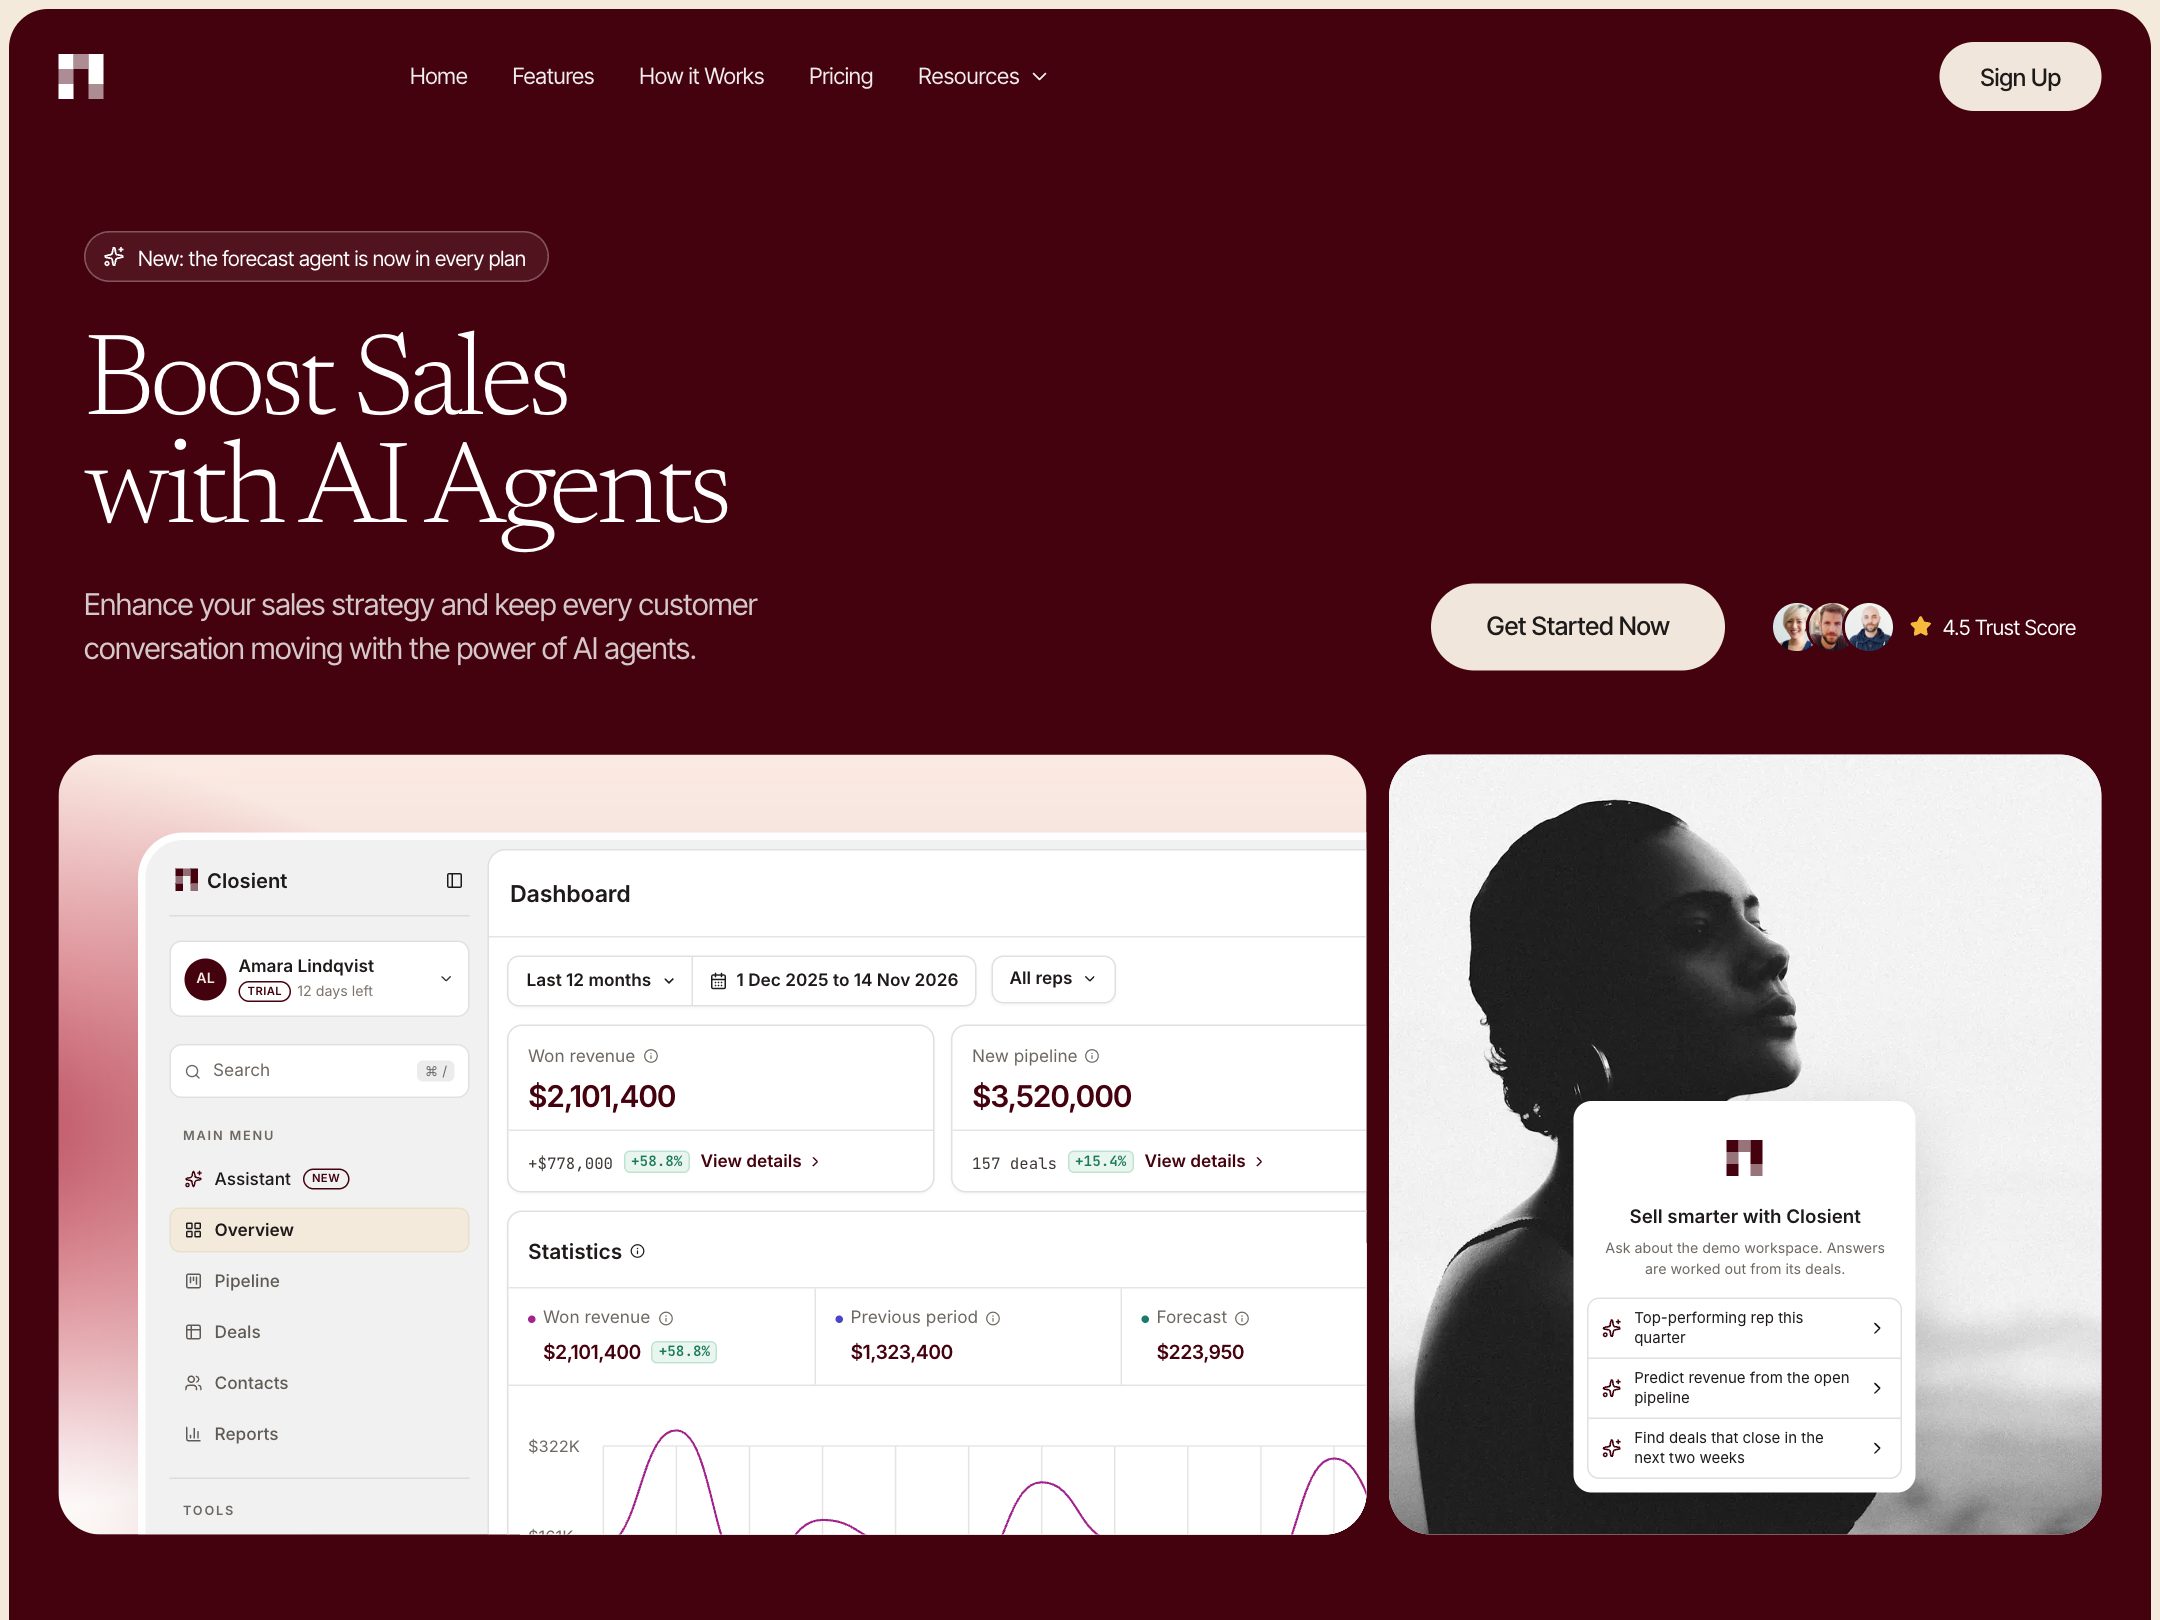 Home
Features
How it Works
Pricing
Resources
Sign Up
New: the forecast agent is now in every plan
Boost Sales
with AI Agents
Enhance your sales strategy and keep every customer
conversation moving with the power of AI agents.
Get Started Now
4.5 Trust Score
Closient
AL
Amara Lindqvist
TRIAL 12 days left
Search
⌘ /
MAIN MENU
Assistant NEW
Overview
Pipeline
Deals
Contacts
Reports
TOOLS
Dashboard
Last 12 months
1 Dec 2025 to 14 Nov 2026
All reps
Won revenue
$2,101,400
+$778,000 +58.8% View details
New pipeline
$3,520,000
157 deals +15.4% View details
Statistics
Won revenue
$2,101,400 +58.8%
Previous period
$1,323,400
Forecast
$223,950
$322K
$161K
Sell smarter with Closient
Ask about the demo workspace. Answers
are worked out from its deals.
Top-performing rep this
quarter
Predict revenue from the open
pipeline
Find deals that close in the
next two weeks